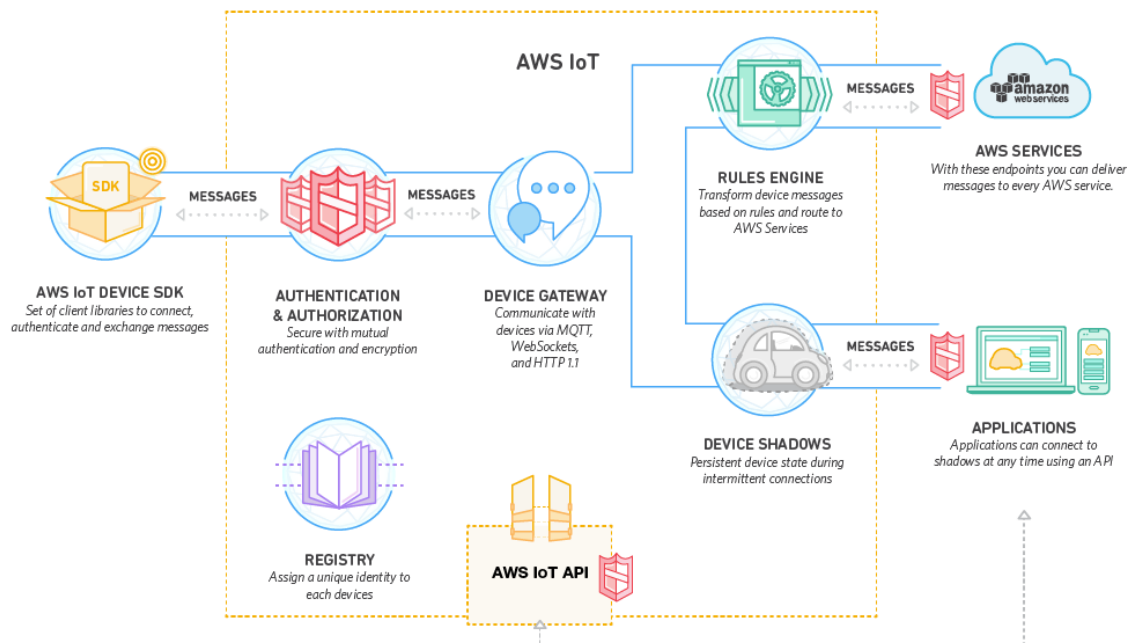 AWS IoT
MESSAGES
amazon
webservices
SDK
MESSAGES
MESSAGES
RULES ENGINE
Transform device messages
based on rules and route to
AWS Services
AWS SERVICES
With these endpoints you can deliver
messages to every AWS service.
AWS IoT DEVICE SDK
Set of client libraries to connect,
authenticate and exchange messages
AUTHENTICATION
& AUTHORIZATION
Secure with mutual
authentication and encryption
DEVICE GATEWAY
Communicate with
devices via MQTT,
WebSockets,
and HTTP 1.1
MESSAGES
DEVICE SHADOWS
Persistent device state during
intermittent connections
APPLICATIONS
Applications can connect to
shadows at any time using an API
REGISTRY
Assign a unique identity to
each devices
AWS IoT API